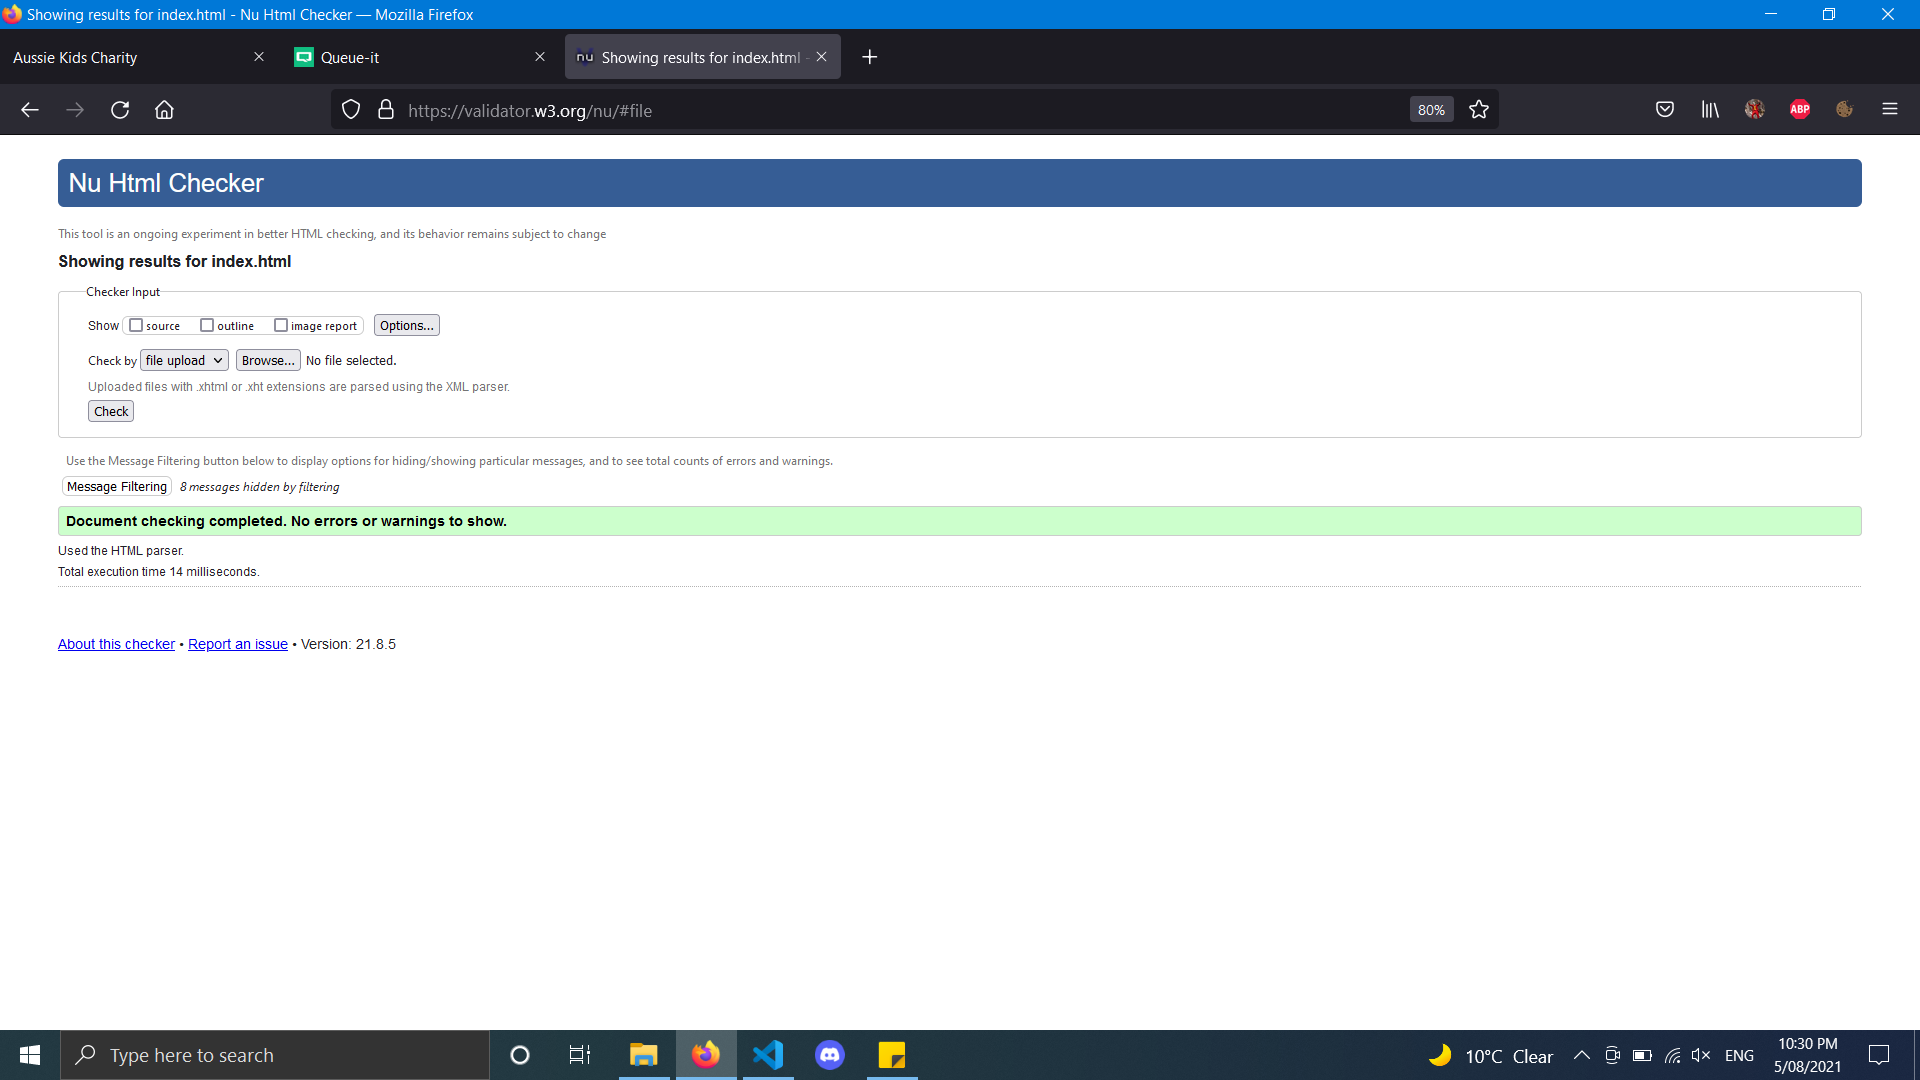 Showing results for index.html - Nu Html Checker — Mozilla Firefox
Aussie Kids Charity
Queue-it
nu Showing results for index.html -
https://validator.w3.org/nu/#file
80%
ABP
Nu Html Checker
This tool is an ongoing experiment in better HTML checking, and its behavior remains subject to change
Showing results for index.html
Checker Input
Show source outline image report Options...
Check by file upload Browse... No file selected.
Uploaded files with .xhtml or .xht extensions are parsed using the XML parser.
Check
Use the Message Filtering button below to display options for hiding/showing particular messages, and to see total counts of errors and warnings.
Message Filtering 8 messages hidden by filtering
Document checking completed. No errors or warnings to show.
Used the HTML parser.
Total execution time 14 milliseconds.
About this checker • Report an issue • Version: 21.8.5
Type here to search
10°C Clear
ENG
10:30 PM
5/08/2021